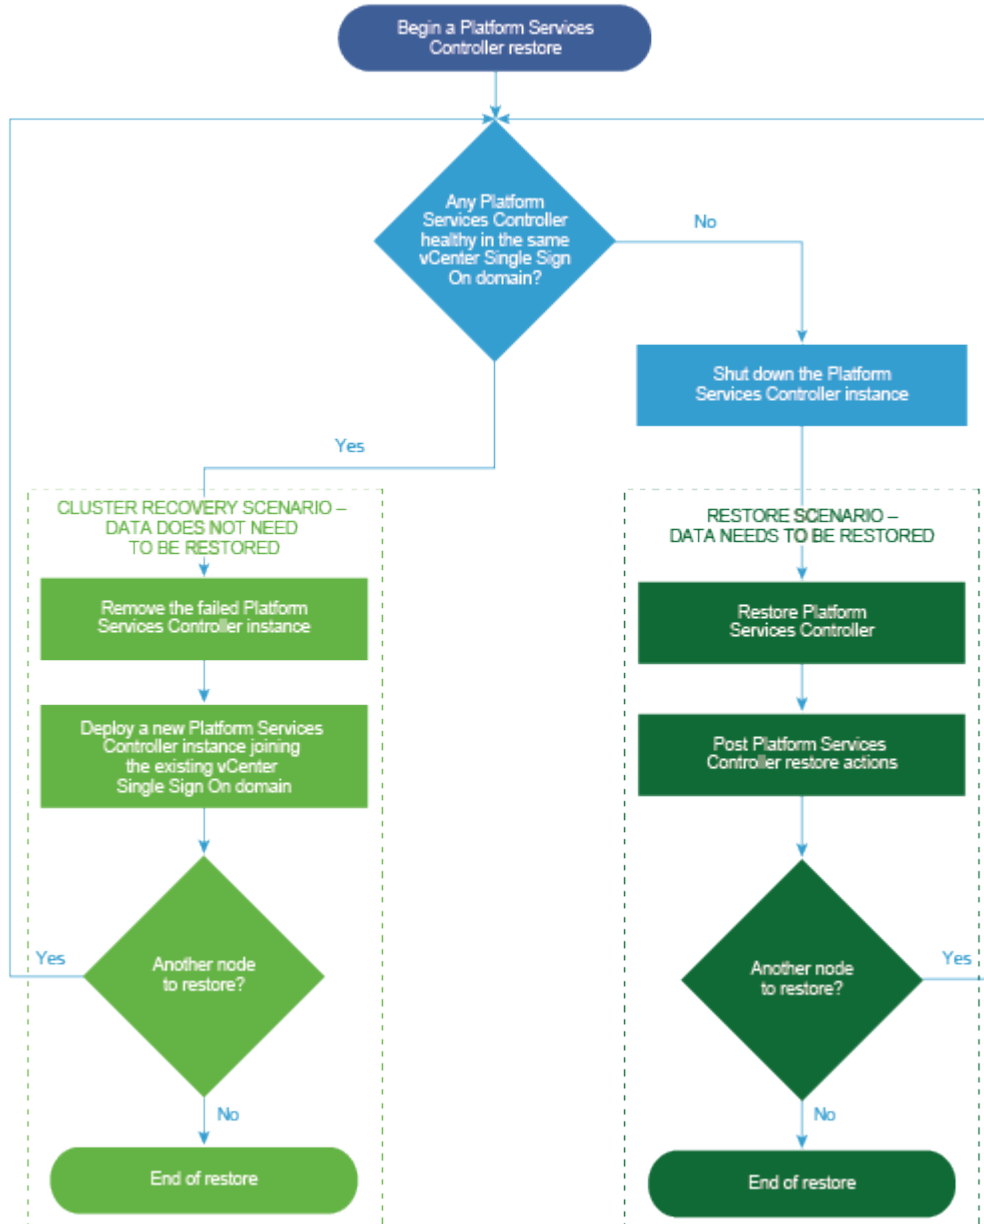 Begin a Platform Services
Controller restore
Any Platform
Services Controller
healthy in the same
vCenter Single Sign
On domain?
No
Shut down the Platform
Services Controller instance
Yes
CLUSTER RECOVERY SCENARIO –
DATA DOES NOT NEED
TO BE RESTORED
Remove the failed Platform
Services Controller instance
Deploy a new Platform Services
Controller instance joining
the existing vCenter
Single Sign On domain
Another node
to restore?
Yes
No
End of restore
RESTORE SCENARIO –
DATA NEEDS TO BE RESTORED
Restore Platform
Services Controller
Post Platform Services
Controller restore actions
Another node
to restore?
Yes
No
End of restore